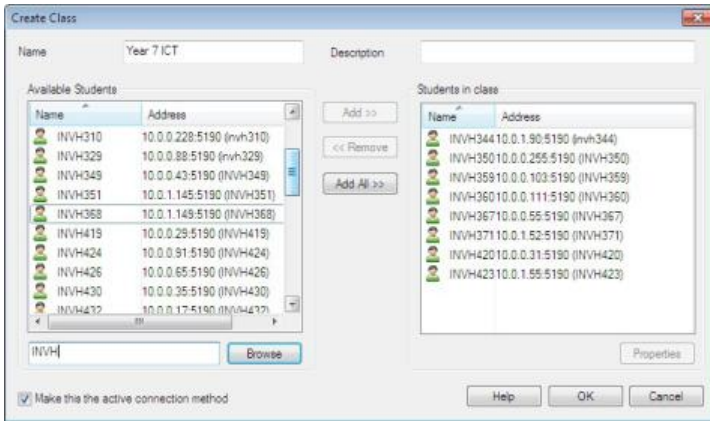 Create Class
Name Year 7 ICT Description
Available Students
Name Address
INVH310 10.0.0.228:5190 (invh310)
INVH329 10.0.0.88:5190 (invh329)
INVH349 10.0.0.43:5190 (INVH349)
INVH351 10.0.1.145:5190 (INVH351)
INVH368 10.0.1.149:5190 (INVH368)
INVH419 10.0.0.29:5190 (INVH419)
INVH424 10.0.0.91:5190 (INVH424)
INVH426 10.0.0.65:5190 (INVH426)
INVH430 10.0.0.35:5190 (INVH430)
INVH432 10.0.0.17:5190 (INVH432)
INVH
Browse
Add >>
<< Remove
Add All >>
Students in class
Name Address
INVH344 10.0.1.90:5190 (invh344)
INVH350 10.0.0.255:5190 (INVH350)
INVH359 10.0.0.103:5190 (INVH359)
INVH360 10.0.0.111:5190 (INVH360)
INVH367 10.0.0.55:5190 (INVH367)
INVH371 10.0.1.52:5190 (INVH371)
INVH420 10.0.0.31:5190 (INVH420)
INVH423 10.0.1.55:5190 (INVH423)
Properties
Make this the active connection method
Help OK Cancel